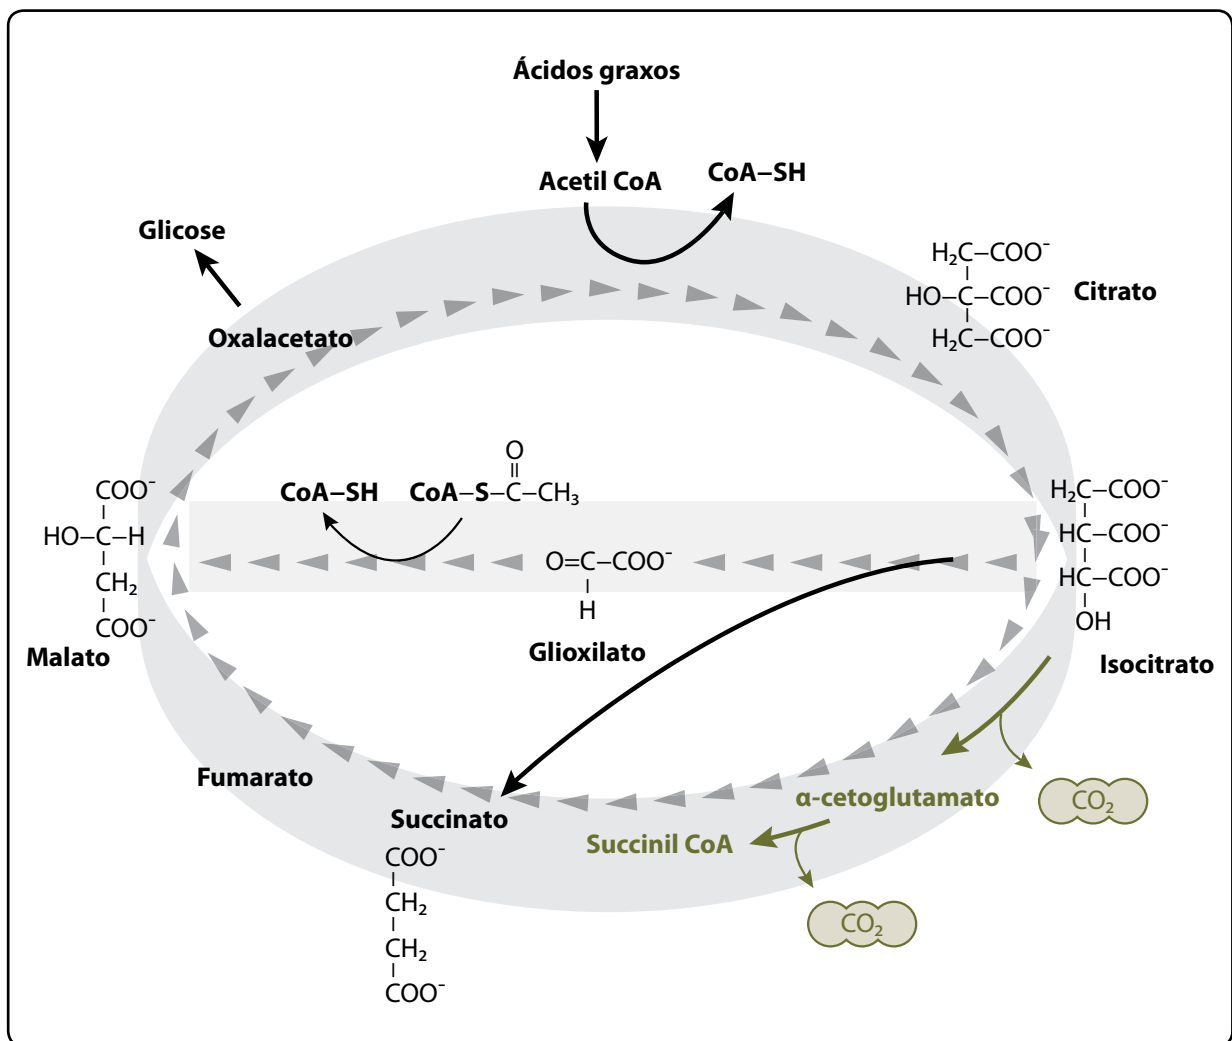 Ácidos graxos
Acetil CoA
CoA–SH
Glicose
Oxalacetato
H₂C–COO⁻
HO–C–COO⁻
H₂C–COO⁻
Citrato
O
CoA–SH
CoA–S–C–CH₃
COO⁻
HO–C–H
CH₂
COO⁻
Malato
O=C–COO⁻
H
Glioxilato
H₂C–COO⁻
HC–COO⁻
HC–COO⁻
OH
Isocitrato
Fumarato
Succinato
COO⁻
CH₂
CH₂
COO⁻
α-cetoglutamato
CO₂
Succinil CoA
CO₂